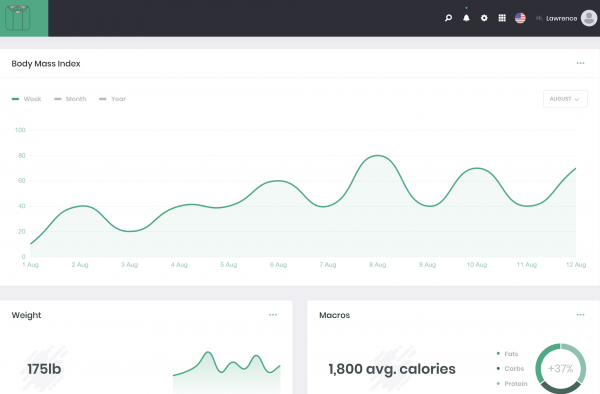 Hi, Lawrence
Body Mass Index
Week Month Year
AUGUST
100
80
60
40
20
0
1 Aug 2 Aug 3 Aug 4 Aug 5 Aug 6 Aug 7 Aug 8 Aug 9 Aug 10 Aug 11 Aug 12 Aug
Weight
175lb
Macros
1,800 avg. calories
Fats
Carbs
Protein
+37%